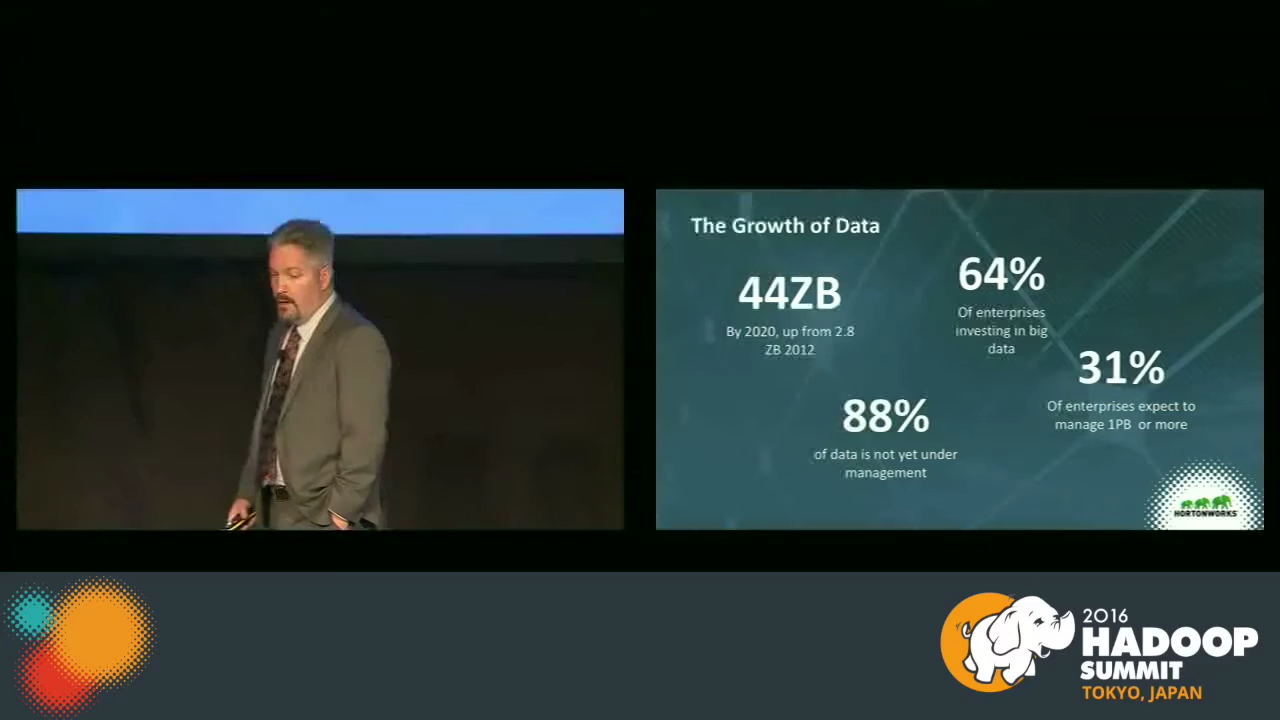 The Growth of Data
44ZB
By 2020, up from 2.8
ZB 2012
64%
Of enterprises
investing in big
data
31%
Of enterprises expect to
manage 1PB  or more
88%
of data is not yet under
management
HORTONWORKS
2016
HADOOP
SUMMIT
TOKYO, JAPAN